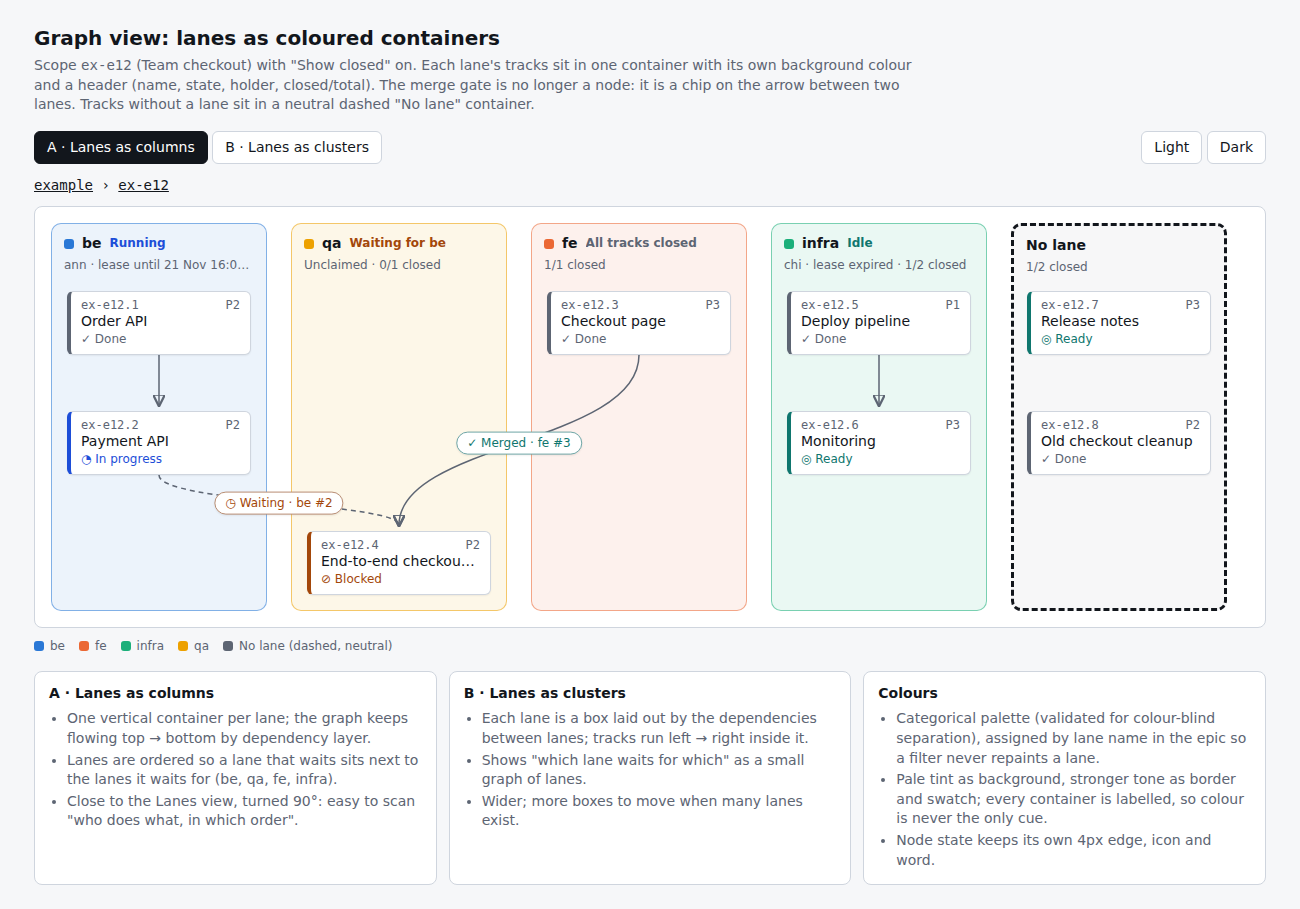 Graph view: lanes as coloured containers
Scope ex-e12 (Team checkout) with "Show closed" on. Each lane's tracks sit in one container with its own background colour
and a header (name, state, holder, closed/total). The merge gate is no longer a node: it is a chip on the arrow between two
lanes. Tracks without a lane sit in a neutral dashed "No lane" container.
A · Lanes as columns
B · Lanes as clusters
Light
Dark
example › ex-e12
be Running
ann · lease until 21 Nov 16:0…
ex-e12.1 P2
Order API
✓ Done
ex-e12.2 P2
Payment API
◔ In progress
◷ Waiting · be #2
qa Waiting for be
Unclaimed · 0/1 closed
ex-e12.4 P2
End-to-end checkou…
⊘ Blocked
✓ Merged · fe #3
fe All tracks closed
1/1 closed
ex-e12.3 P3
Checkout page
✓ Done
infra Idle
chi · lease expired · 1/2 closed
ex-e12.5 P1
Deploy pipeline
✓ Done
ex-e12.6 P3
Monitoring
◎ Ready
No lane
1/2 closed
ex-e12.7 P3
Release notes
◎ Ready
ex-e12.8 P2
Old checkout cleanup
✓ Done
be fe infra qa No lane (dashed, neutral)
A · Lanes as columns
• One vertical container per lane; the graph keeps
flowing top → bottom by dependency layer.
• Lanes are ordered so a lane that waits sits next to
the lanes it waits for (be, qa, fe, infra).
• Close to the Lanes view, turned 90°: easy to scan
"who does what, in which order".
B · Lanes as clusters
• Each lane is a box laid out by the dependencies
between lanes; tracks run left → right inside it.
• Shows "which lane waits for which" as a small
graph of lanes.
• Wider; more boxes to move when many lanes
exist.
Colours
• Categorical palette (validated for colour-blind
separation), assigned by lane name in the epic so
a filter never repaints a lane.
• Pale tint as background, stronger tone as border
and swatch; every container is labelled, so colour
is never the only cue.
• Node state keeps its own 4px edge, icon and
word.